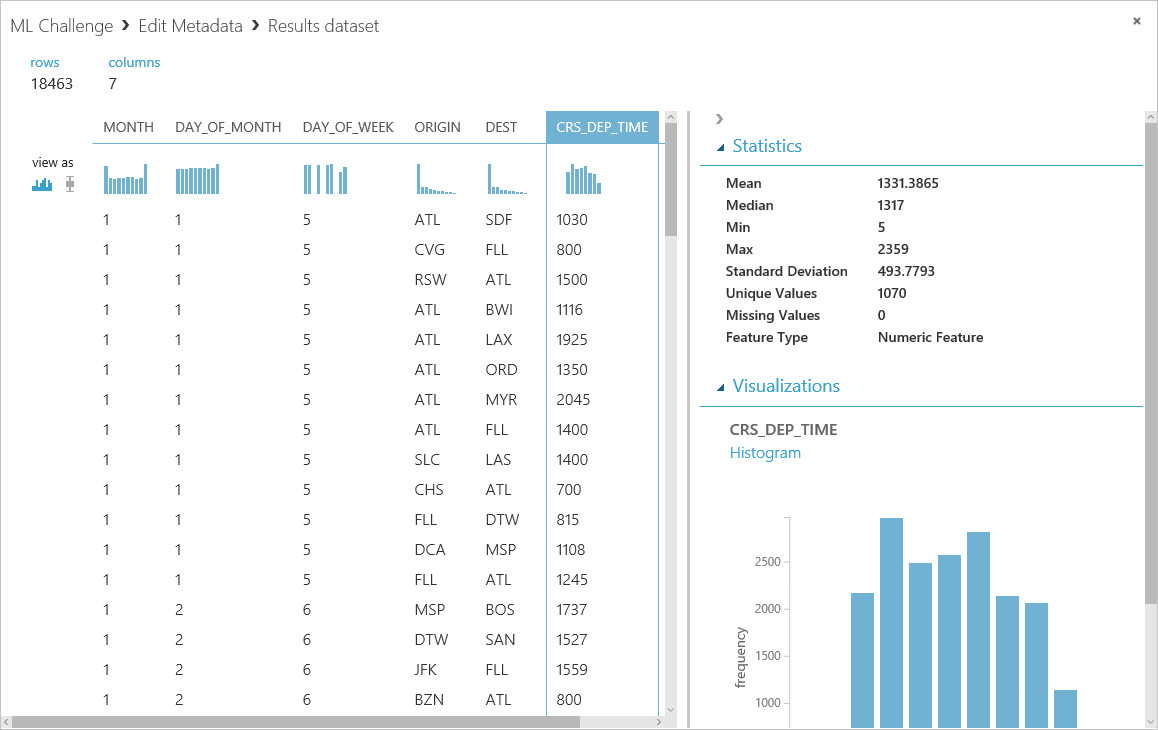 ML Challenge > Edit Metadata > Results dataset
×
rows columns
18463 7
MONTH DAY_OF_MONTH DAY_OF_WEEK ORIGIN DEST CRS_DEP_TIME
view as
1 1 5 ATL SDF 1030
1 1 5 CVG FLL 800
1 1 5 RSW ATL 1500
1 1 5 ATL BWI 1116
1 1 5 ATL LAX 1925
1 1 5 ATL ORD 1350
1 1 5 ATL MYR 2045
1 1 5 ATL FLL 1400
1 1 5 SLC LAS 1400
1 1 5 CHS ATL 700
1 1 5 FLL DTW 815
1 1 5 DCA MSP 1108
1 1 5 FLL ATL 1245
1 2 6 MSP BOS 1737
1 2 6 DTW SAN 1527
1 2 6 JFK FLL 1559
1 2 6 BZN ATL 800
Statistics
Mean 1331.3865
Median 1317
Min 5
Max 2359
Standard Deviation 493.7793
Unique Values 1070
Missing Values 0
Feature Type Numeric Feature
Visualizations
CRS_DEP_TIME
Histogram
2500
2000
1500
1000
frequency